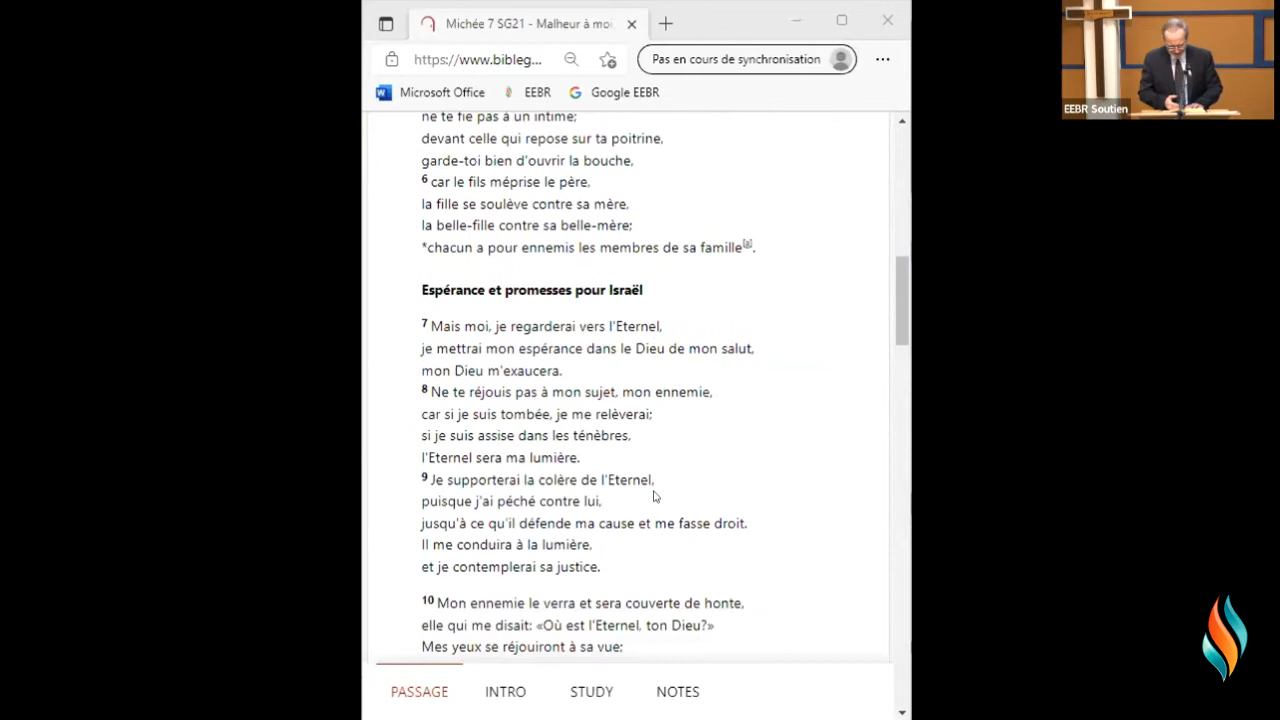 Michée 7 SG21 - Malheur à mo
https://www.bibleg...
Pas en cours de synchronisation
Microsoft Office
EEBR
Google EEBR
EEBR Soutien
ne te fie pas à un intime;
devant celle qui repose sur ta poitrine,
garde-toi bien d'ouvrir la bouche,
6 car le fils méprise le père,
la fille se soulève contre sa mère,
la belle-fille contre sa belle-mère;
*chacun a pour ennemis les membres de sa famille[a].
Espérance et promesses pour Israël
7 Mais moi, je regarderai vers l'Eternel,
je mettrai mon espérance dans le Dieu de mon salut,
mon Dieu m'exaucera.
8 Ne te réjouis pas à mon sujet, mon ennemie,
car si je suis tombée, je me relèverai;
si je suis assise dans les ténèbres,
l'Eternel sera ma lumière.
9 Je supporterai la colère de l'Eternel,
puisque j'ai péché contre lui,
jusqu'à ce qu'il défende ma cause et me fasse droit.
Il me conduira à la lumière,
et je contemplerai sa justice.
10 Mon ennemie le verra et sera couverte de honte,
elle qui me disait: «Où est l'Eternel, ton Dieu?»
Mes yeux se réjouiront à sa vue;
PASSAGE
INTRO
STUDY
NOTES